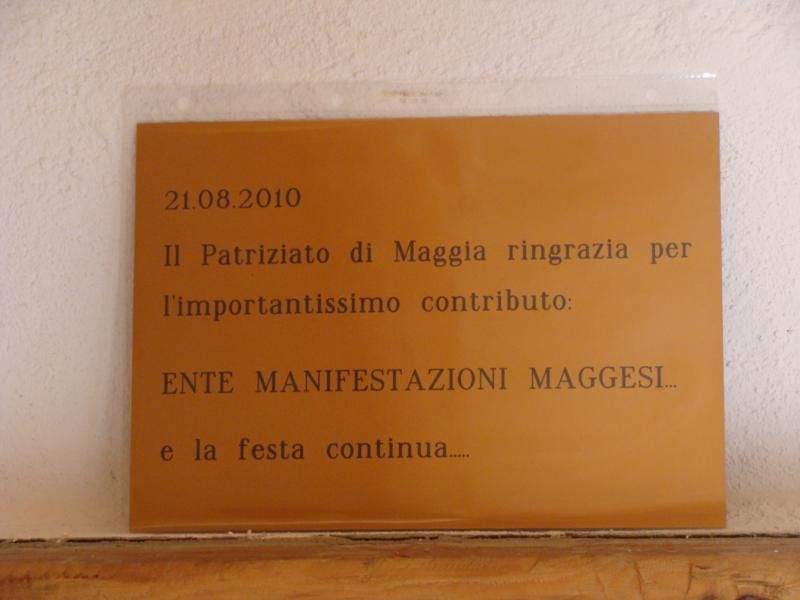 21.08.2010
Il Patriziato di Maggia ringrazia per
l'importantissimo contributo:
ENTE MANIFESTAZIONI MAGGESI...
e la festa continua.....